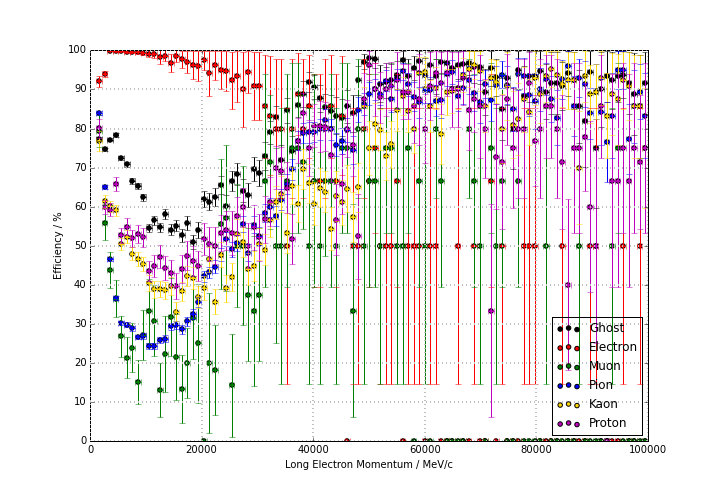 100
90
80
70
60
50
40
30
20
10
0
Efficiency / %
0 20000 40000 60000 80000 100000
Long Electron Momentum / MeV/c
Ghost
Electron
Muon
Pion
Kaon
Proton